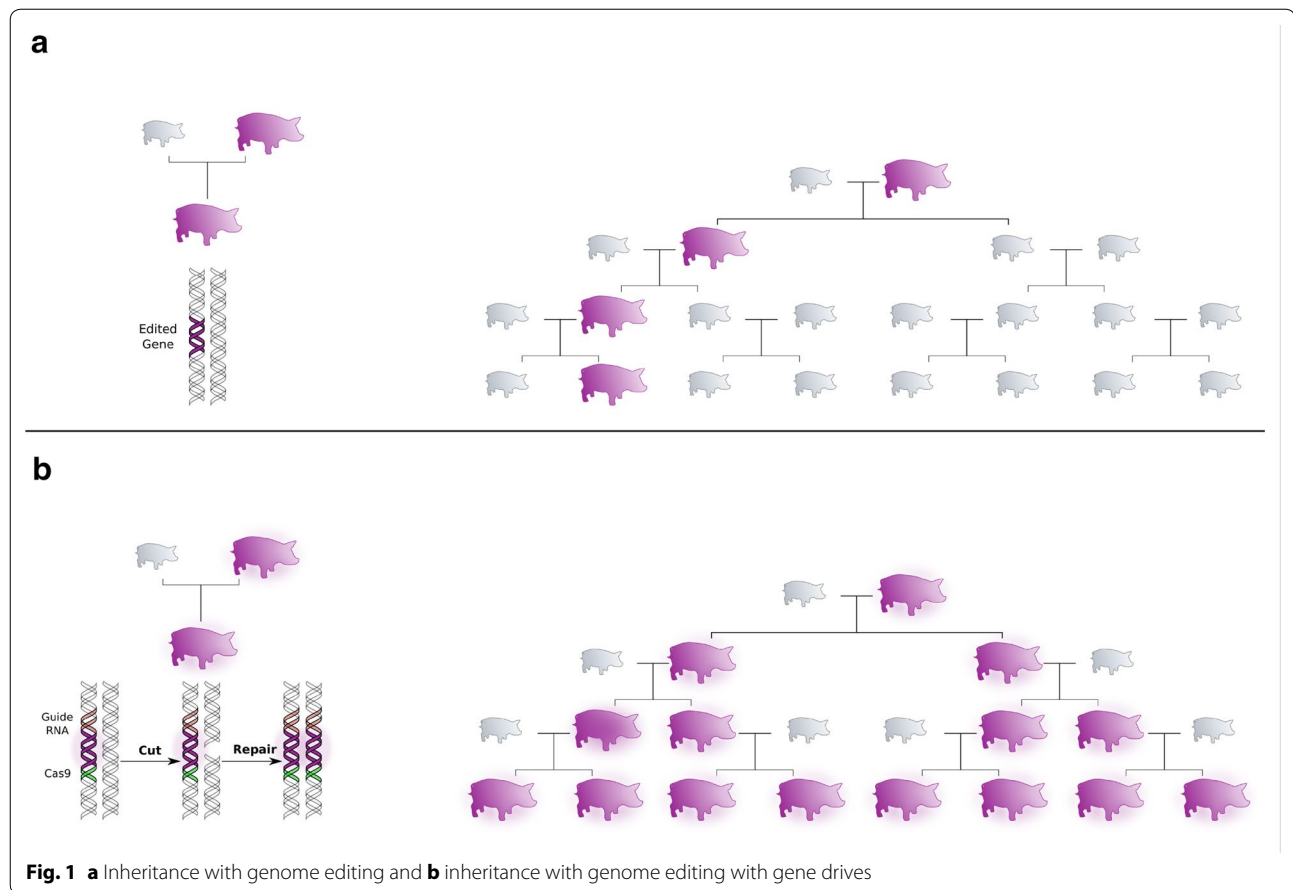 a
Edited
Gene
b
Guide
RNA
Cas9
Cut
Repair
Fig. 1 a Inheritance with genome editing and b inheritance with genome editing with gene drives